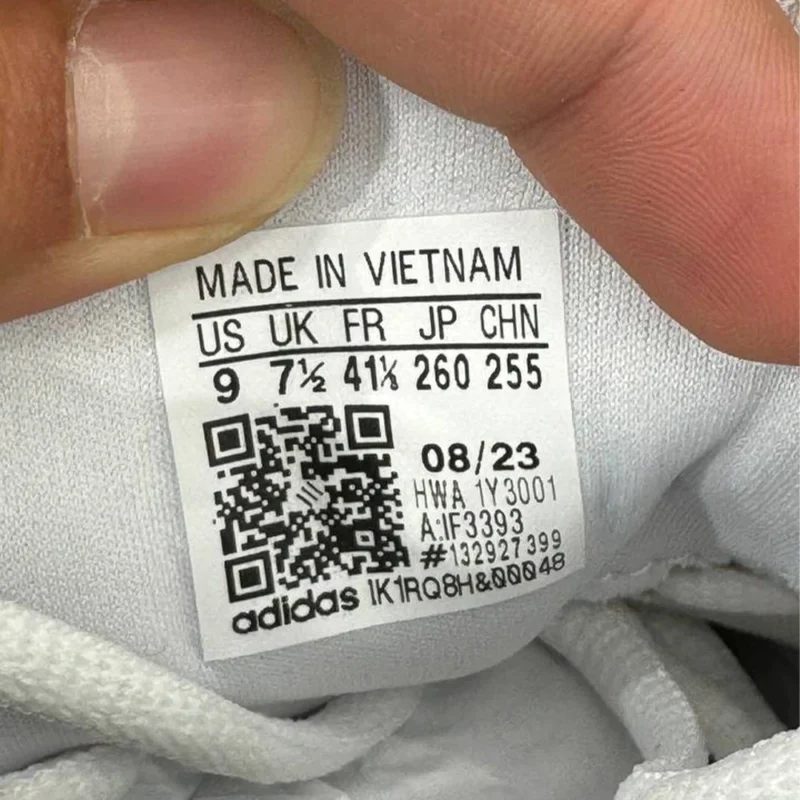 MADE IN VIETNAM
US UK FR JP CHN
9 7½ 41⅓ 260 255
08/23
HWA 1Y3001
A:IF3393
#132927399
adidas 1K1RQ8H&00048